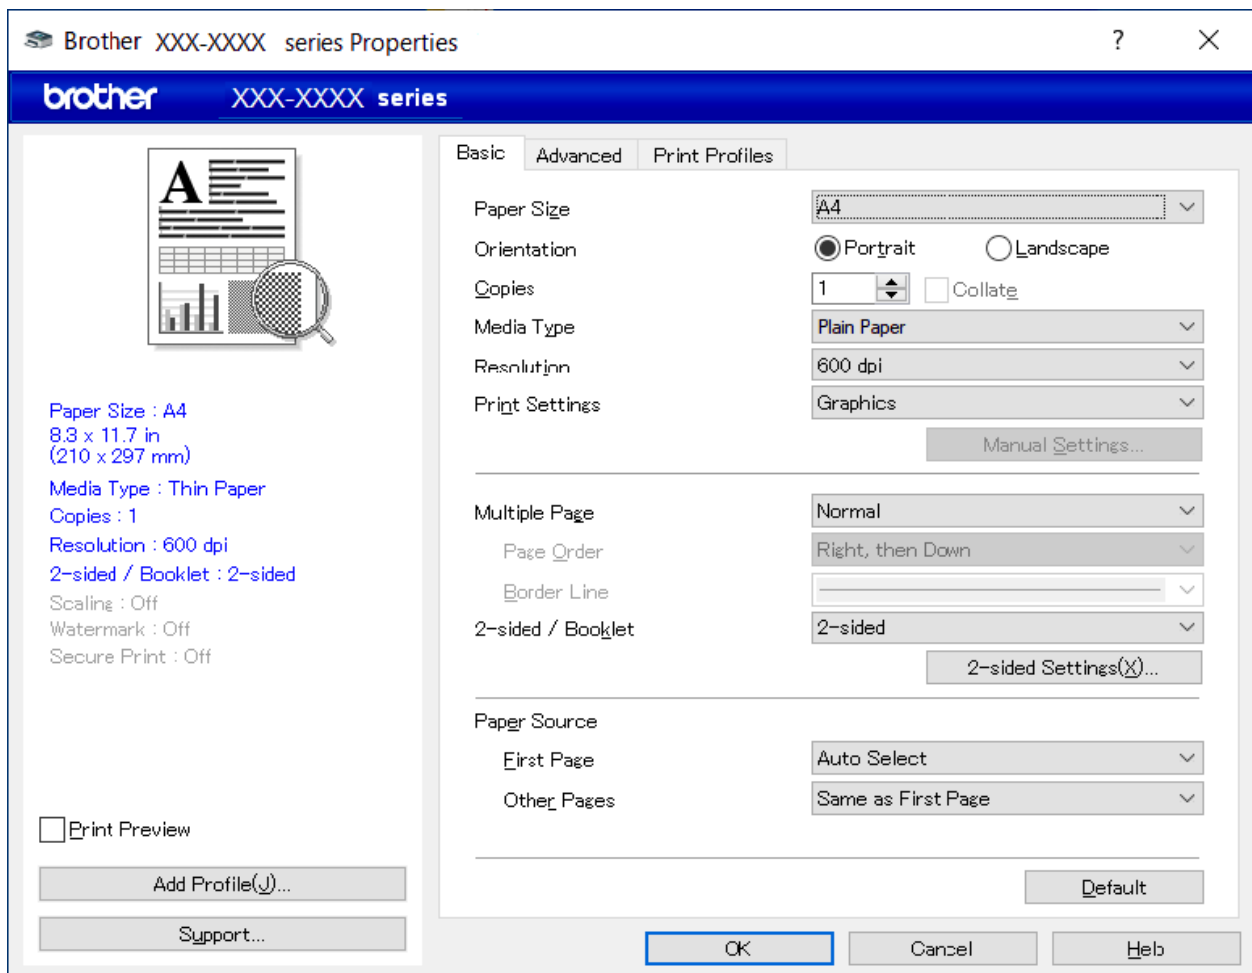 Brother XXX-XXXX series Properties ?
brother XXX-XXXX series
A
Paper Size : A4
8.3 x 11.7 in
(210 x 297 mm)
Media Type : Thin Paper
Copies : 1
Resolution : 600 dpi
2-sided / Booklet : 2-sided
Scaling : Off
Watermark : Off
Secure Print : Off
Print Preview
Add Profile(J)...
Support...
Basic Advanced Print Profiles
Paper Size A4
Orientation Portrait Landscape
Copies 1 Collate
Media Type Plain Paper
Resolution 600 dpi
Print Settings Graphics
Manual Settings...
Multiple Page Normal
Page Order Right, then Down
Border Line
2-sided / Booklet 2-sided
2-sided Settings(X)...
Paper Source
First Page Auto Select
Other Pages Same as First Page
Default
OK Cancel Help